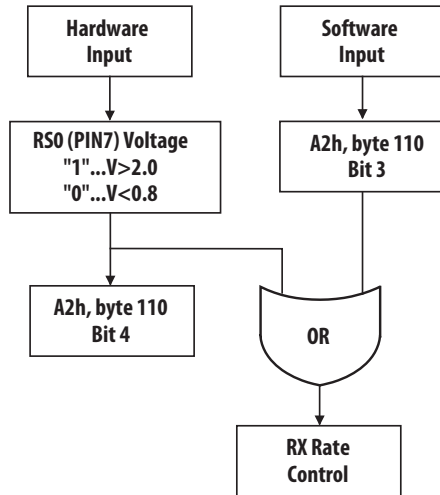 Hardware
Input
Software
Input
RS0 (PIN7) Voltage
"1"...V>2.0
"0"...V<0.8
A2h, byte 110
Bit 3
A2h, byte 110
Bit 4
OR
RX Rate
Control